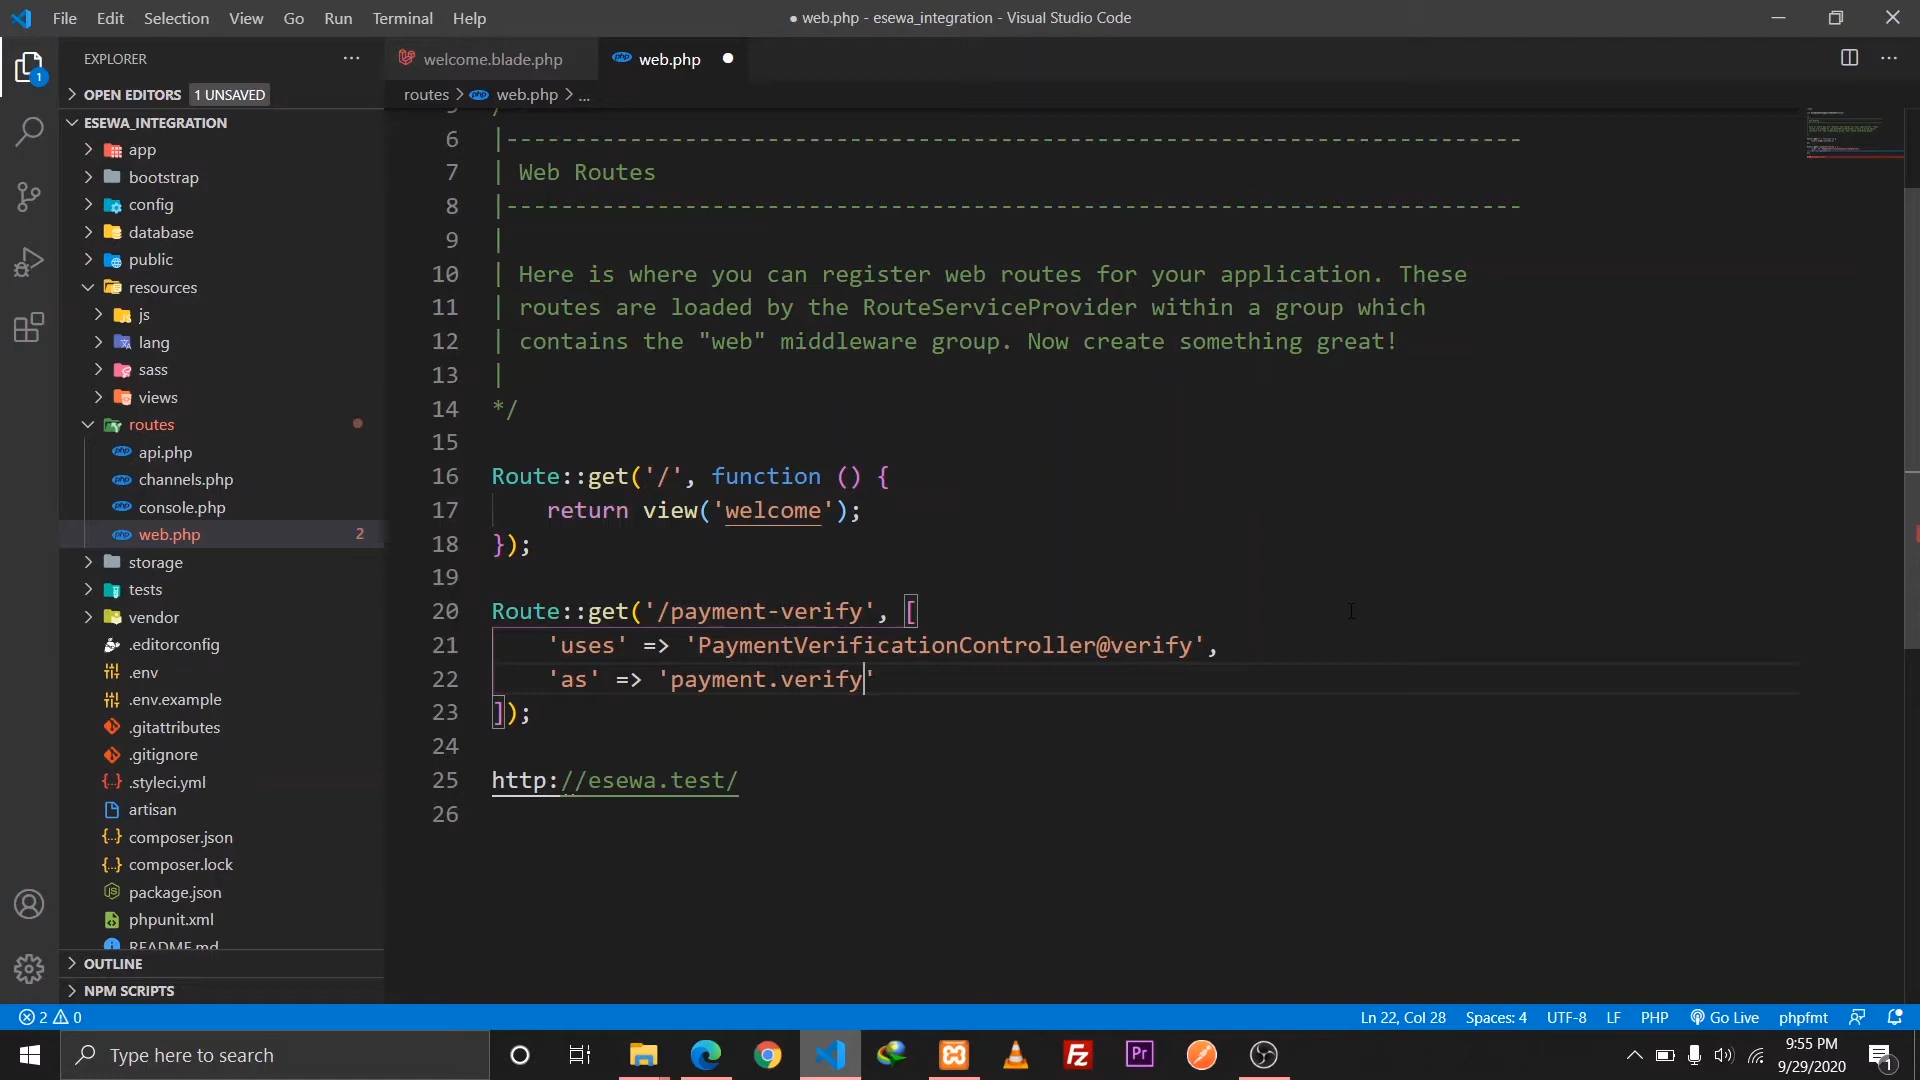 File Edit Selection View Go Run Terminal Help
● web.php - esewa_integration - Visual Studio Code
EXPLORER
1
OPEN EDITORS 1 UNSAVED
ESEWA_INTEGRATION
app
bootstrap
config
database
public
resources
js
lang
sass
views
routes
api.php
channels.php
console.php
web.php 2
storage
tests
vendor
.editorconfig
.env
.env.example
.gitattributes
.gitignore
.styleci.yml
artisan
composer.json
composer.lock
package.json
phpunit.xml
README.md
OUTLINE
NPM SCRIPTS
welcome.blade.php
web.php
routes > web.php > ...
6 |--------------------------------------------------------------------------
7 | Web Routes
8 |--------------------------------------------------------------------------
9 |
10 | Here is where you can register web routes for your application. These
11 | routes are loaded by the RouteServiceProvider within a group which
12 | contains the "web" middleware group. Now create something great!
13 |
14 */
15
16 Route::get('/', function () {
17 return view('welcome');
18 });
19
20 Route::get('/payment-verify', [
21 'uses' => 'PaymentVerificationController@verify',
22 'as' => 'payment.verify'
23 ]);
24
25 http://esewa.test/
26
2 0
Ln 22, Col 28 Spaces: 4 UTF-8 LF PHP Go Live phpfmt
Type here to search
9:55 PM
9/29/2020
1